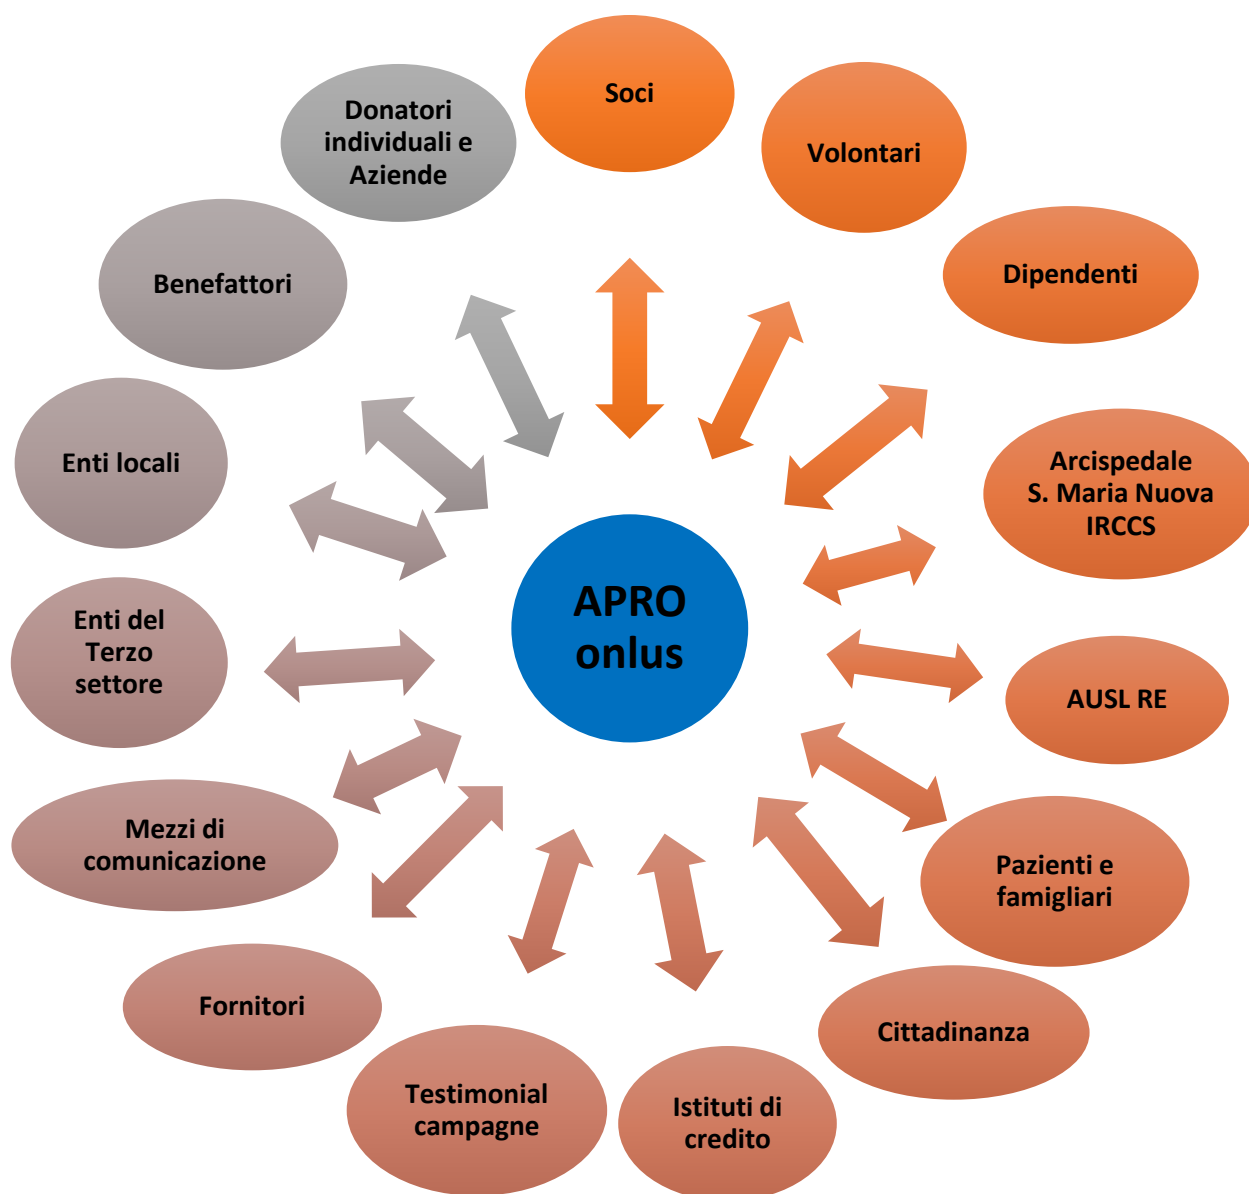 Soci
Volontari
Dipendenti
Arcispedale
S. Maria Nuova
IRCCS
AUSL RE
Pazienti e
famigliari
Cittadinanza
Istituti di
credito
Testimonial
campagne
Fornitori
Mezzi di
comunicazione
Enti del
Terzo
settore
Enti locali
Benefattori
Donatori
individuali e
Aziende
APRO
onlus